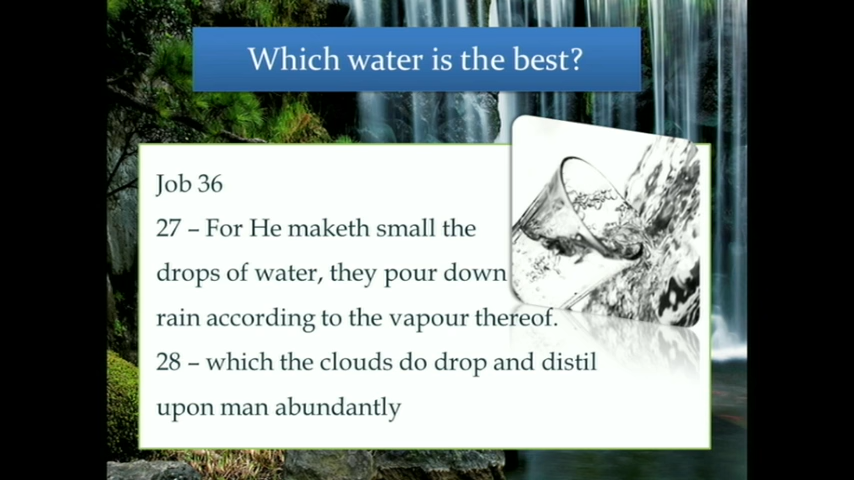 Which water is the best?
Job 36
27 – For He maketh small the
drops of water, they pour down
rain according to the vapour thereof.
28 – which the clouds do drop and distil
upon man abundantly